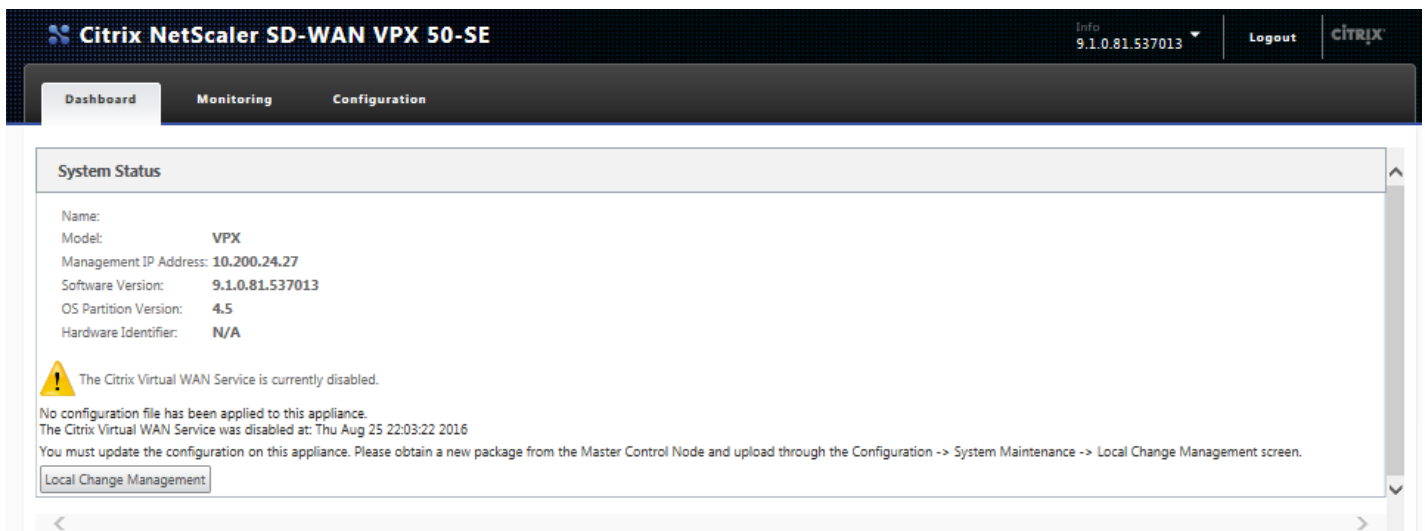 Citrix NetScaler SD-WAN VPX 50-SE
Info
9.1.0.81.537013
Logout
CITRIX
Dashboard
Monitoring
Configuration
System Status
Name:
Model: VPX
Management IP Address: 10.200.24.27
Software Version: 9.1.0.81.537013
OS Partition Version: 4.5
Hardware Identifier: N/A
The Citrix Virtual WAN Service is currently disabled.
No configuration file has been applied to this appliance.
The Citrix Virtual WAN Service was disabled at: Thu Aug 25 22:03:22 2016
You must update the configuration on this appliance. Please obtain a new package from the Master Control Node and upload through the Configuration -> System Maintenance -> Local Change Management screen.
Local Change Management